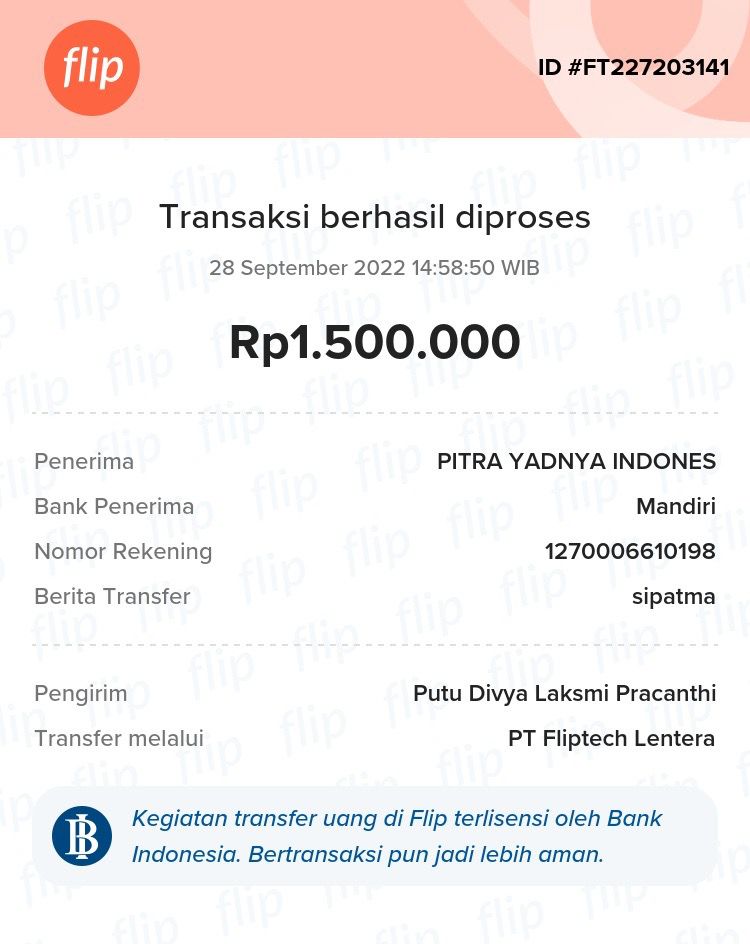 flip
ID #FT227203141
Transaksi berhasil diproses
28 September 2022 14:58:50 WIB
Rp1.500.000
Penerima PITRA YADNYA INDONES
Bank Penerima Mandiri
Nomor Rekening 1270006610198
Berita Transfer sipatma
Pengirim Putu Divya Laksmi Pracanthi
Transfer melalui PT Fliptech Lentera
Kegiatan transfer uang di Flip terlisensi oleh Bank
Indonesia. Bertransaksi pun jadi lebih aman.